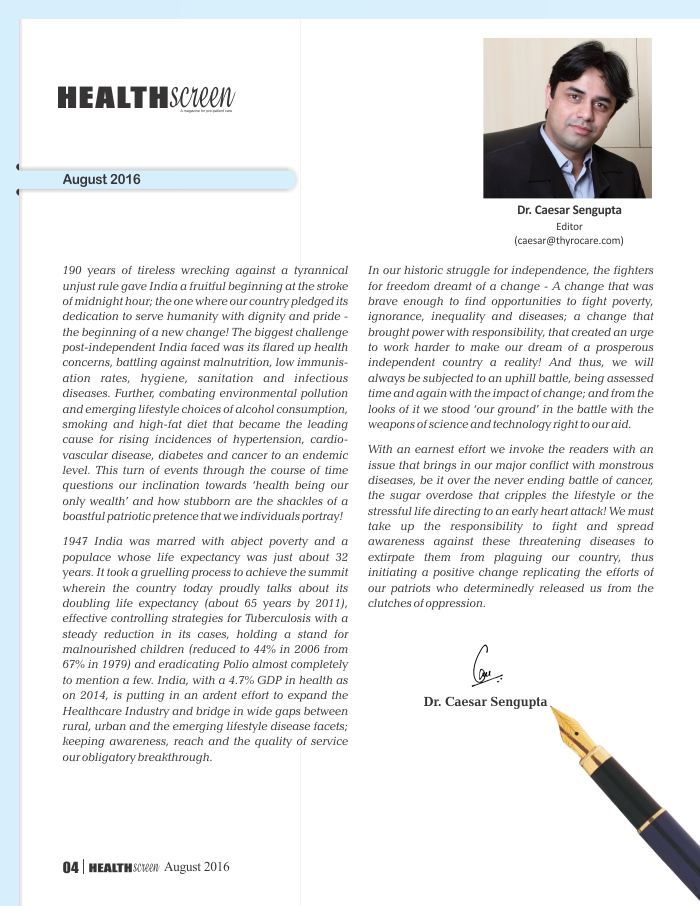 HEALTHscreen
A magazine for pre-patient care
August 2016
Dr. Caesar Sengupta
Editor
(caesar@thyrocare.com)
190 years of tireless wrecking against a tyrannical
unjust rule gave India a fruitful beginning at the stroke
of midnight hour; the one where our country pledged its
dedication to serve humanity with dignity and pride -
the beginning of a new change! The biggest challenge
post-independent India faced was its flared up health
concerns, battling against malnutrition, low immunis-
ation rates, hygiene, sanitation and infectious
diseases. Further, combating environmental pollution
and emerging lifestyle choices of alcohol consumption,
smoking and high-fat diet that became the leading
cause for rising incidences of hypertension, cardio-
vascular disease, diabetes and cancer to an endemic
level. This turn of events through the course of time
questions our inclination towards ‘health being our
only wealth’ and how stubborn are the shackles of a
boastful patriotic pretence that we individuals portray!
1947 India was marred with abject poverty and a
populace whose life expectancy was just about 32
years. It took a gruelling process to achieve the summit
wherein the country today proudly talks about its
doubling life expectancy (about 65 years by 2011),
effective controlling strategies for Tuberculosis with a
steady reduction in its cases, holding a stand for
malnourished children (reduced to 44% in 2006 from
67% in 1979) and eradicating Polio almost completely
to mention a few. India, with a 4.7% GDP in health as
on 2014, is putting in an ardent effort to expand the
Healthcare Industry and bridge in wide gaps between
rural, urban and the emerging lifestyle disease facets;
keeping awareness, reach and the quality of service
our obligatory breakthrough.
In our historic struggle for independence, the fighters
for freedom dreamt of a change - A change that was
brave enough to find opportunities to fight poverty,
ignorance, inequality and diseases; a change that
brought power with responsibility, that created an urge
to work harder to make our dream of a prosperous
independent country a reality! And thus, we will
always be subjected to an uphill battle, being assessed
time and again with the impact of change; and from the
looks of it we stood ‘our ground’ in the battle with the
weapons of science and technology right to our aid.
With an earnest effort we invoke the readers with an
issue that brings in our major conflict with monstrous
diseases, be it over the never ending battle of cancer,
the sugar overdose that cripples the lifestyle or the
stressful life directing to an early heart attack! We must
take up the responsibility to fight and spread
awareness against these threatening diseases to
extirpate them from plaguing our country, thus
initiating a positive change replicating the efforts of
our patriots who determinedly released us from the
clutches of oppression.
Dr. Caesar Sengupta
04 | HEALTHscreen August 2016